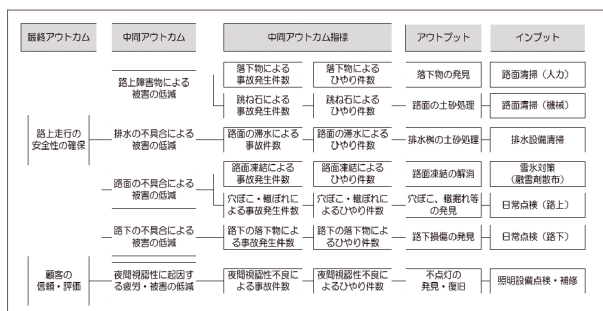 最終アウトカム
中間アウトカム
中間アウトカム指標
アウトプット
インプット
路上走行の
安全性の確保
路上障害物による
被害の低減
落下物による
事故発生件数
落下物による
ひやり件数
落下物の発見
路面清掃（人力）
跳ね石による
事故発生件数
跳ね石による
ひやり件数
路面の土砂処理
路面清掃（機械）
排水の不具合による
被害の低減
路面の滞水による
事故件数
路面の滞水による
ひやり件数
排水桝の土砂処理
排水設備清掃
路面の不具合による
被害の低減
路面凍結による
事故発生件数
路面凍結による
ひやり件数
路面凍結の解消
雪氷対策
（融雪剤散布）
穴ぼこ・轍ぼれに
よる事故発生件数
穴ぼこ・轍ぼれに
よるひやり件数
穴ぼこ、轍掘れ等
の発見
日常点検（路上）
路下の不具合による
被害の低減
路下の落下物によ
る事故発生件数
路下の落下物によ
るひやり件数
路下損傷の発見
日常点検（路下）
顧客の
信頼・評価
夜間視認性に起因す
る疲労・被害の低減
夜間視認性不良に
よる事故件数
夜間視認性不良に
よるひやり件数
不点灯の
発見・復旧
照明設備点検・補修